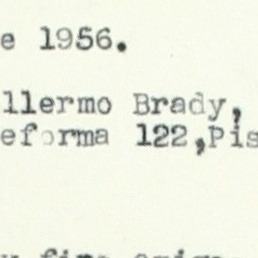 e 1956.
llermo Brady,
eforma 122,Pis